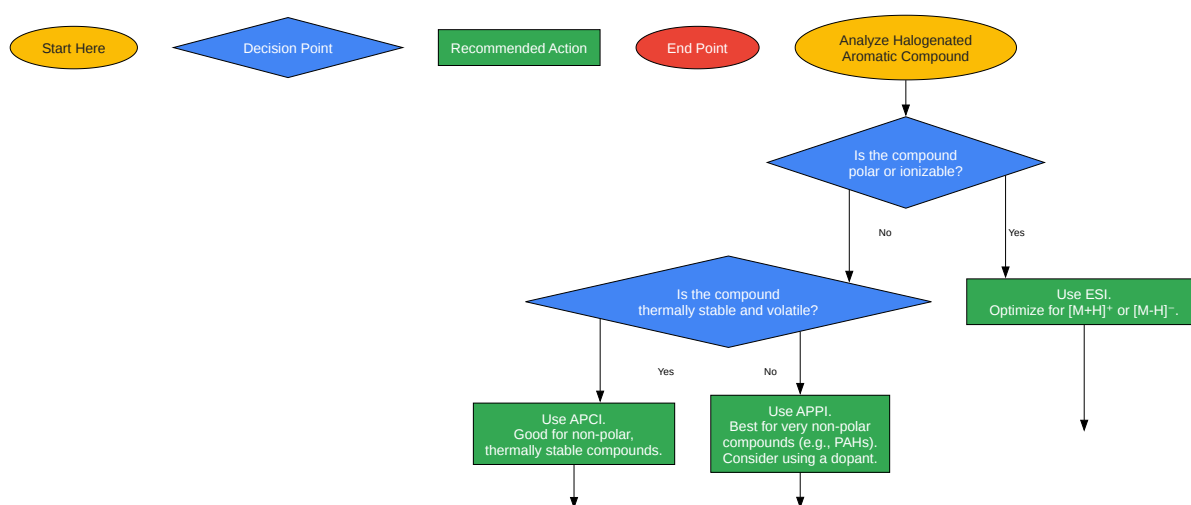 Start Here
Decision Point
Recommended Action
End Point
Analyze Halogenated
Aromatic Compound
Is the compound
polar or ionizable?
No
Yes
Is the compound
thermally stable and volatile?
Use ESI.
Optimize for [M+H]⁺ or [M-H]⁻.
Yes
No
Use APCI.
Good for non-polar,
thermally stable compounds.
Use APPI.
Best for very non-polar
compounds (e.g., PAHs).
Consider using a dopant.